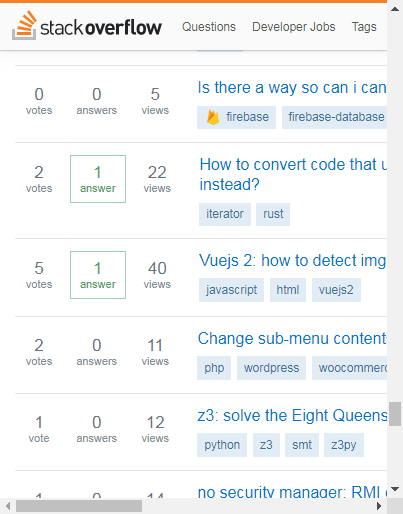 stackoverflow Questions Developer Jobs Tags
0 0 5 Is there a way so can i can
votes answers views
firebase firebase-database
2 1 22 How to convert code that u
votes answer views instead?
iterator rust
5 1 40 Vuejs 2: how to detect img
votes answer views
javascript html vuejs2
2 0 11 Change sub-menu content
votes answers views
php wordpress woocommerc
1 0 12 z3: solve the Eight Queens
vote answers views
python z3 smt z3py
1 0 14 no security manager: RMI